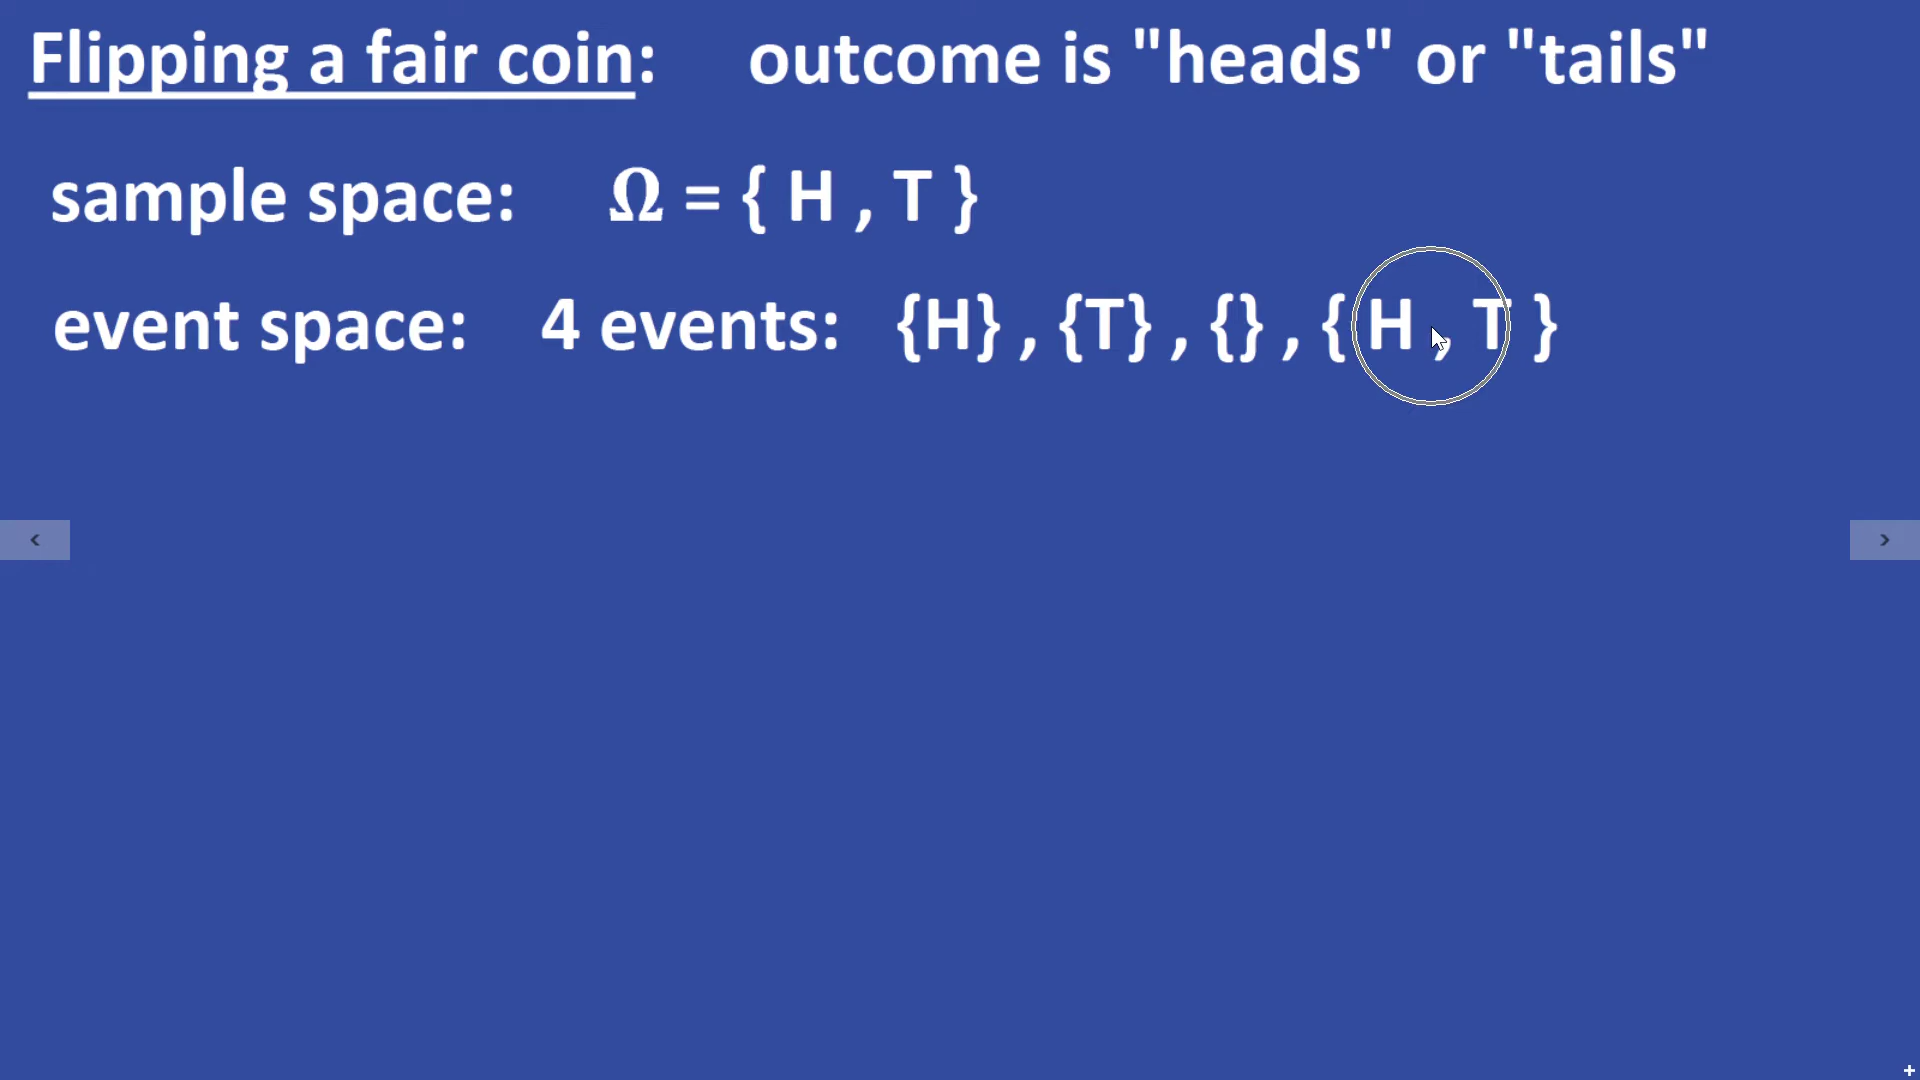 Flipping a fair coin: outcome is "heads" or "tails"
sample space: Ω = { H , T }
event space: 4 events: {H} , {T} , {} , { H , T }